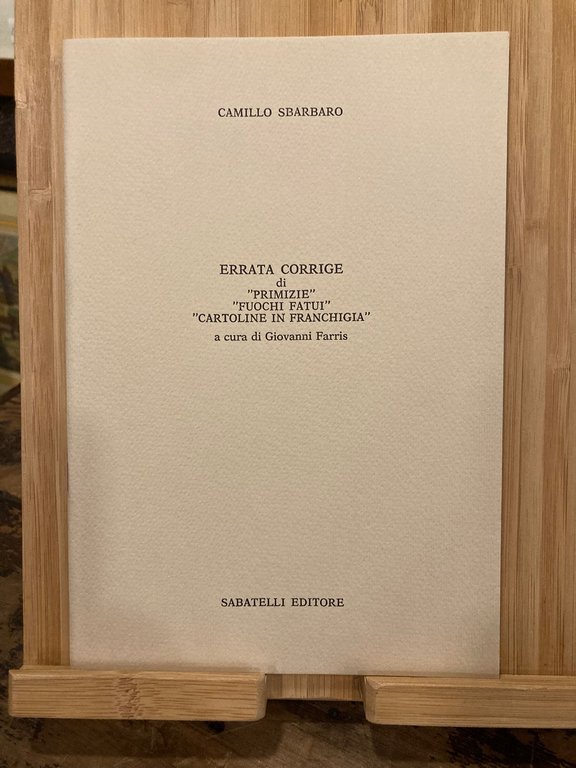 CAMILLO SBARBARO
ERRATA CORRIGE
di
"PRIMIZIE"
"FUOCHI FATUI"
"CARTOLINE IN FRANCHIGIA"
a cura di Giovanni Farris
SABATELLI EDITORE